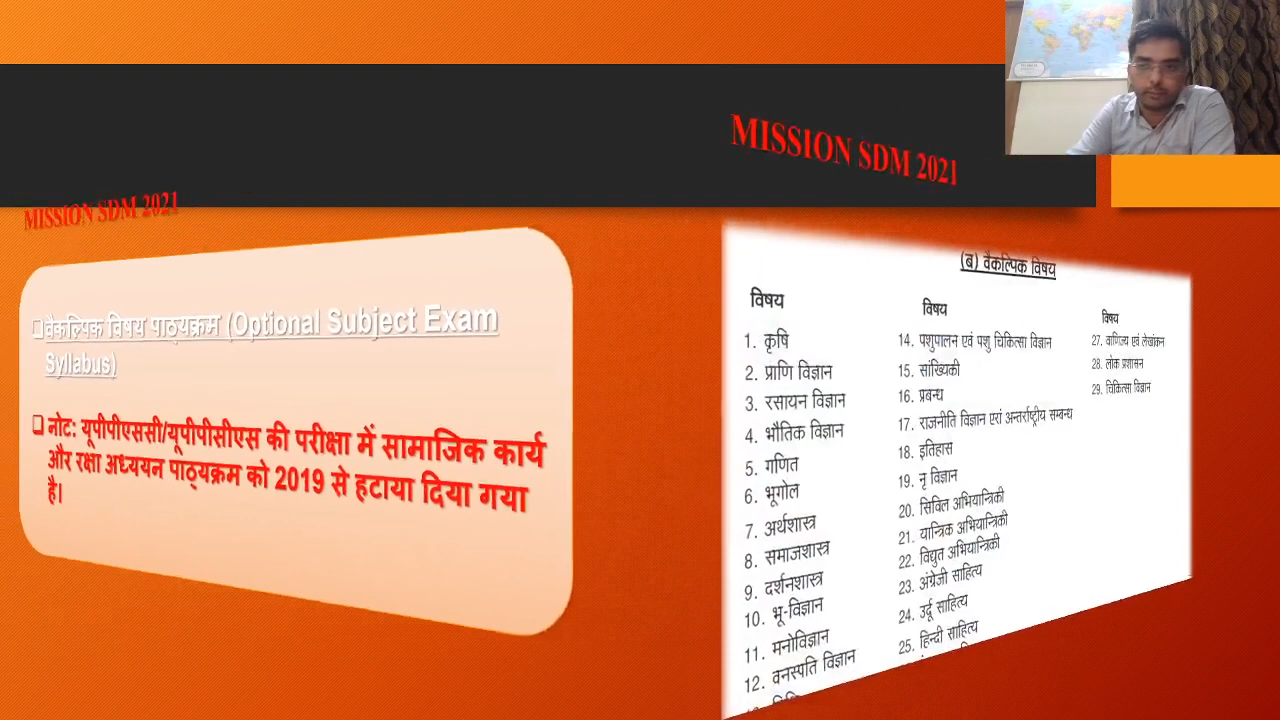 MISSION SDM 2021
MISSION SDM 2021
❑वैकल्पिक विषय पाठ्यक्रम (Optional Subject Exam
Syllabus)
❑ नोट: यूपीपीएससी/यूपीपीसीएस की परीक्षा में सामाजिक कार्य
और रक्षा अध्ययन पाठ्यक्रम को 2019 से हटाया दिया गया
है।
(ब) वैकल्पिक विषय
विषय
1. कृषि
2. प्राणि विज्ञान
3. रसायन विज्ञान
4. भौतिक विज्ञान
5. गणित
6. भूगोल
7. अर्थशास्त्र
8. समाजशास्त्र
9. दर्शनशास्त्र
10. भू-विज्ञान
11. मनोविज्ञान
12. वनस्पति विज्ञान
विषय
14. पशुपालन एवं पशु चिकित्सा विज्ञान
15. सांख्यिकी
16. प्रबन्ध
17. राजनीति विज्ञान एवं अन्तर्राष्ट्रीय सम्बन्ध
18. इतिहास
19. नृ विज्ञान
20. सिविल अभियान्त्रिकी
21. यान्त्रिक अभियान्त्रिकी
22. विद्युत अभियान्त्रिकी
23. अंग्रेजी साहित्य
24. उर्दू साहित्य
25. हिन्दी साहित्य
विषय
27. वाणिज्य एवं लेखांकन
28. लोक प्रशासन
29. चिकित्सा विज्ञान